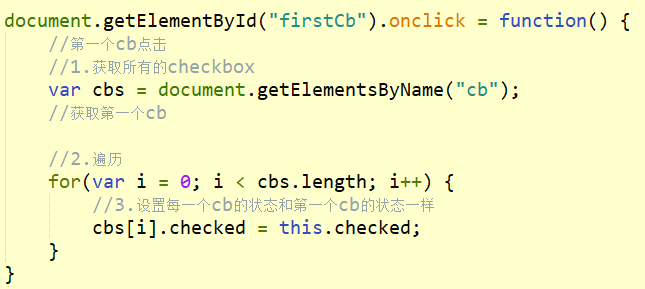 document.getElementById("firstCb").onclick = function() {
//第一个cb点击
//1.获取所有的checkbox
var cbs = document.getElementsByName("cb");
//获取第一个cb
//2.遍历
for(var i = 0; i < cbs.length; i++) {
//3.设置每一个cb的状态和第一个cb的状态一样
cbs[i].checked = this.checked;
}
}